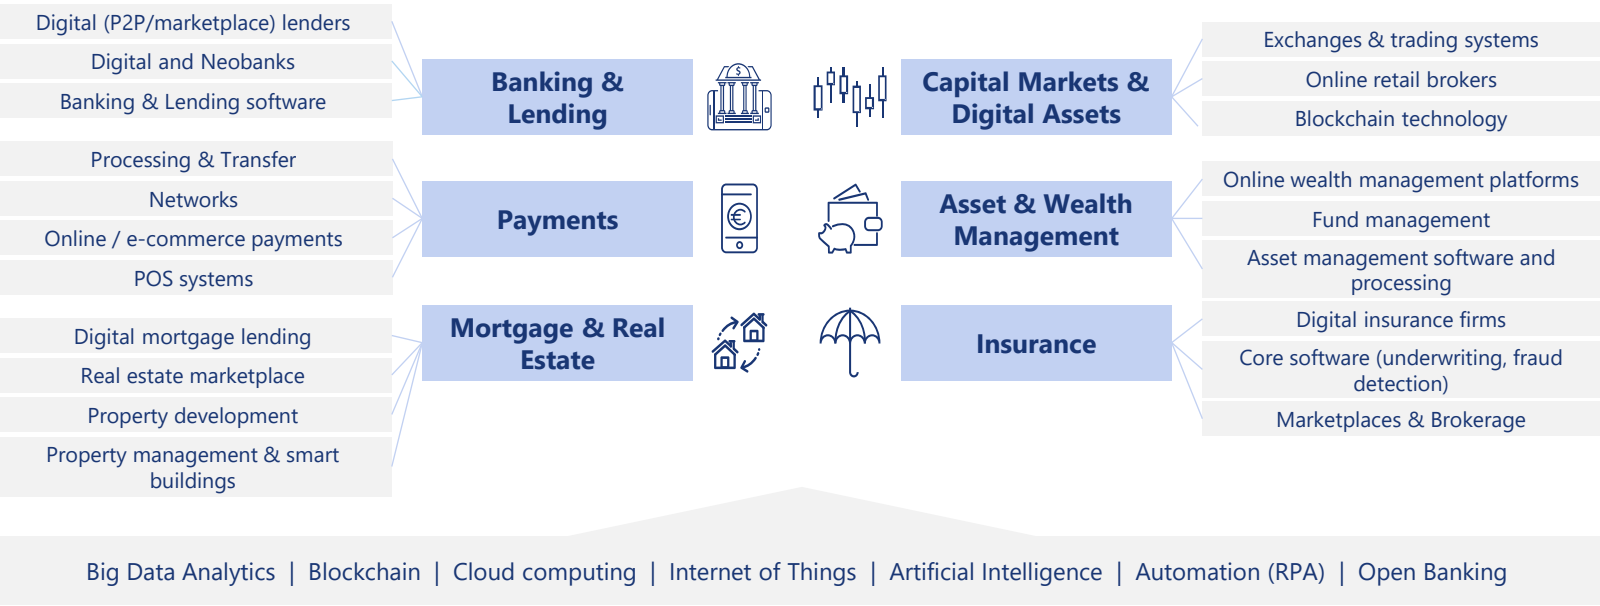 Digital (P2P/marketplace) lenders
Digital and Neobanks
Banking & Lending software
Banking &
Lending
$
Processing & Transfer
Networks
Online / e-commerce payments
POS systems
Payments
€
Digital mortgage lending
Real estate marketplace
Property development
Property management & smart
buildings
Mortgage & Real
Estate
Capital Markets &
Digital Assets
Exchanges & trading systems
Online retail brokers
Blockchain technology
Asset & Wealth
Management
Online wealth management platforms
Fund management
Asset management software and
processing
Insurance
Digital insurance firms
Core software (underwriting, fraud
detection)
Marketplaces & Brokerage
Big Data Analytics | Blockchain | Cloud computing | Internet of Things | Artificial Intelligence | Automation (RPA) | Open Banking